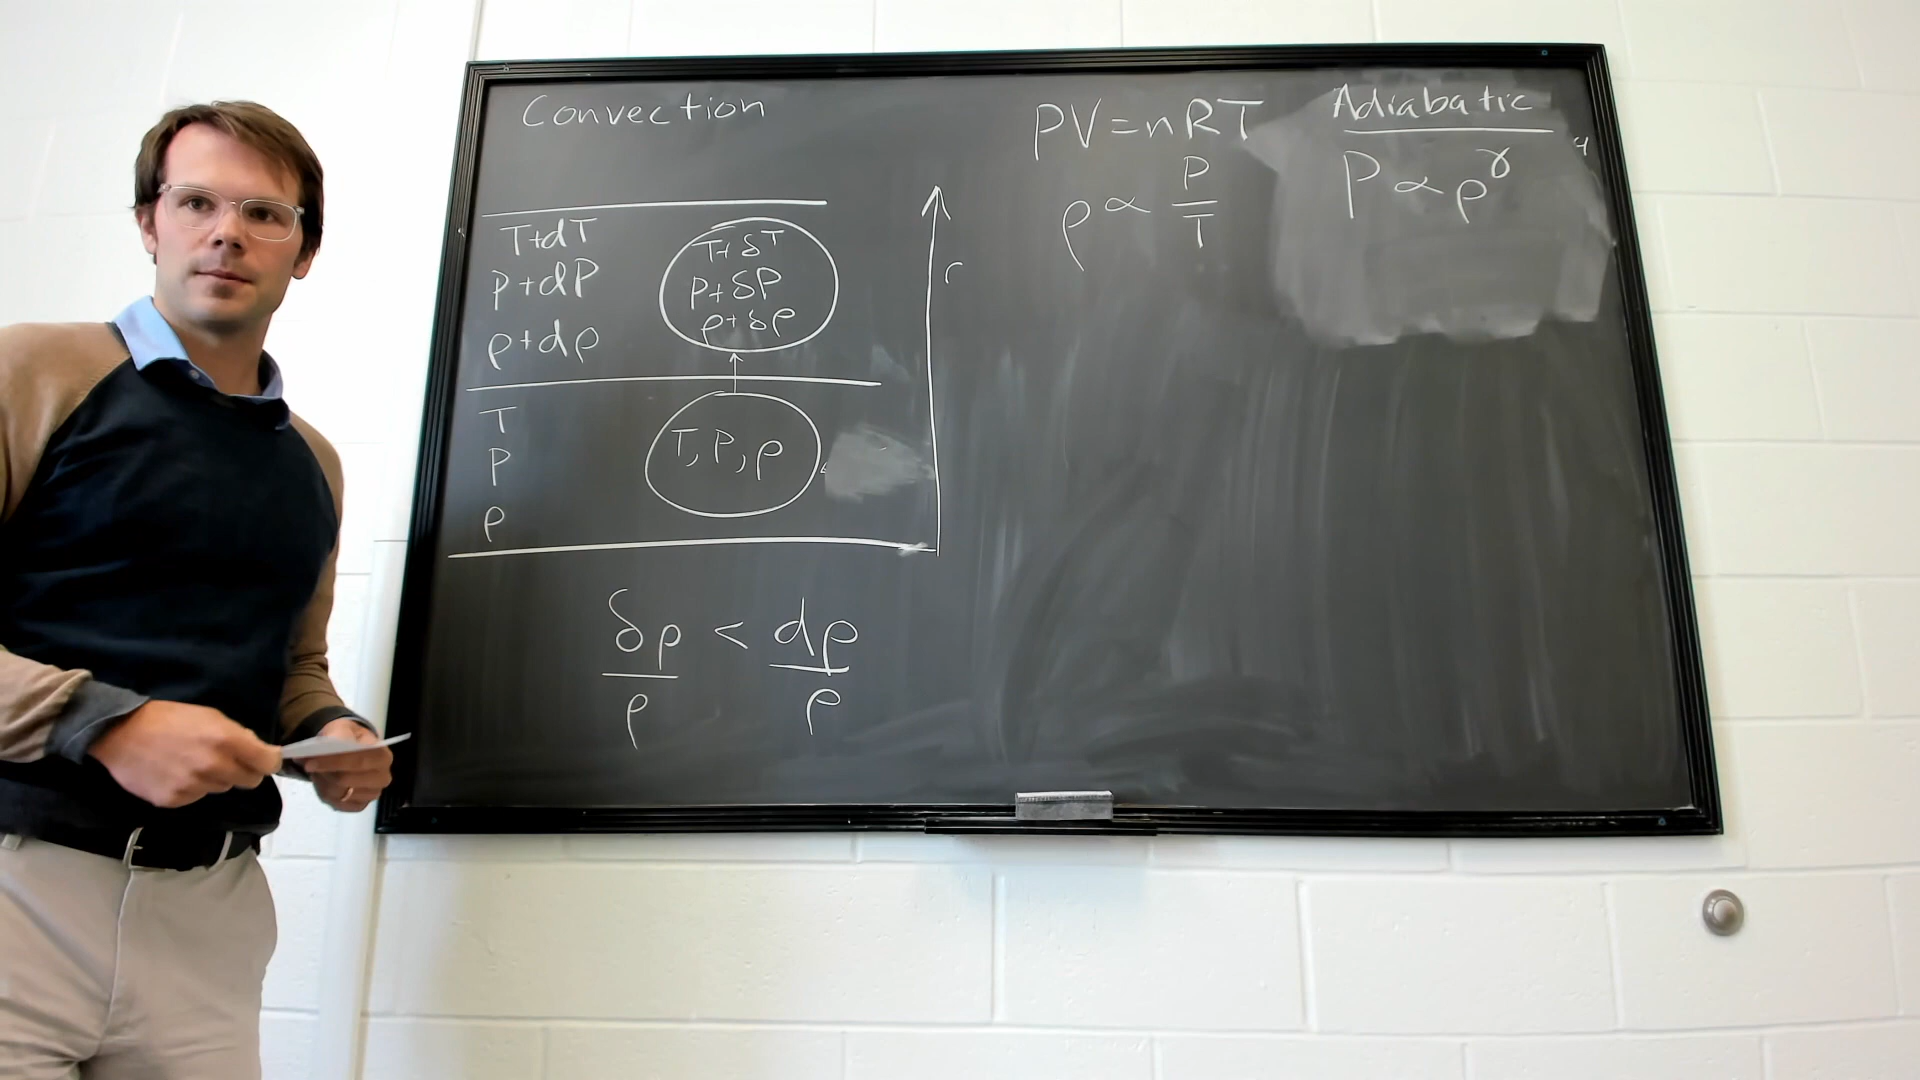 Convection
T+dT
P+dP
ρ+dρ
T+δT
P+δP
ρ+δρ
r
T
P
ρ
T, P, ρ
δρ/ρ < dρ/ρ
PV=nRT
ρ ∝ P/T
Adiabatic
P ∝ ρ^γ